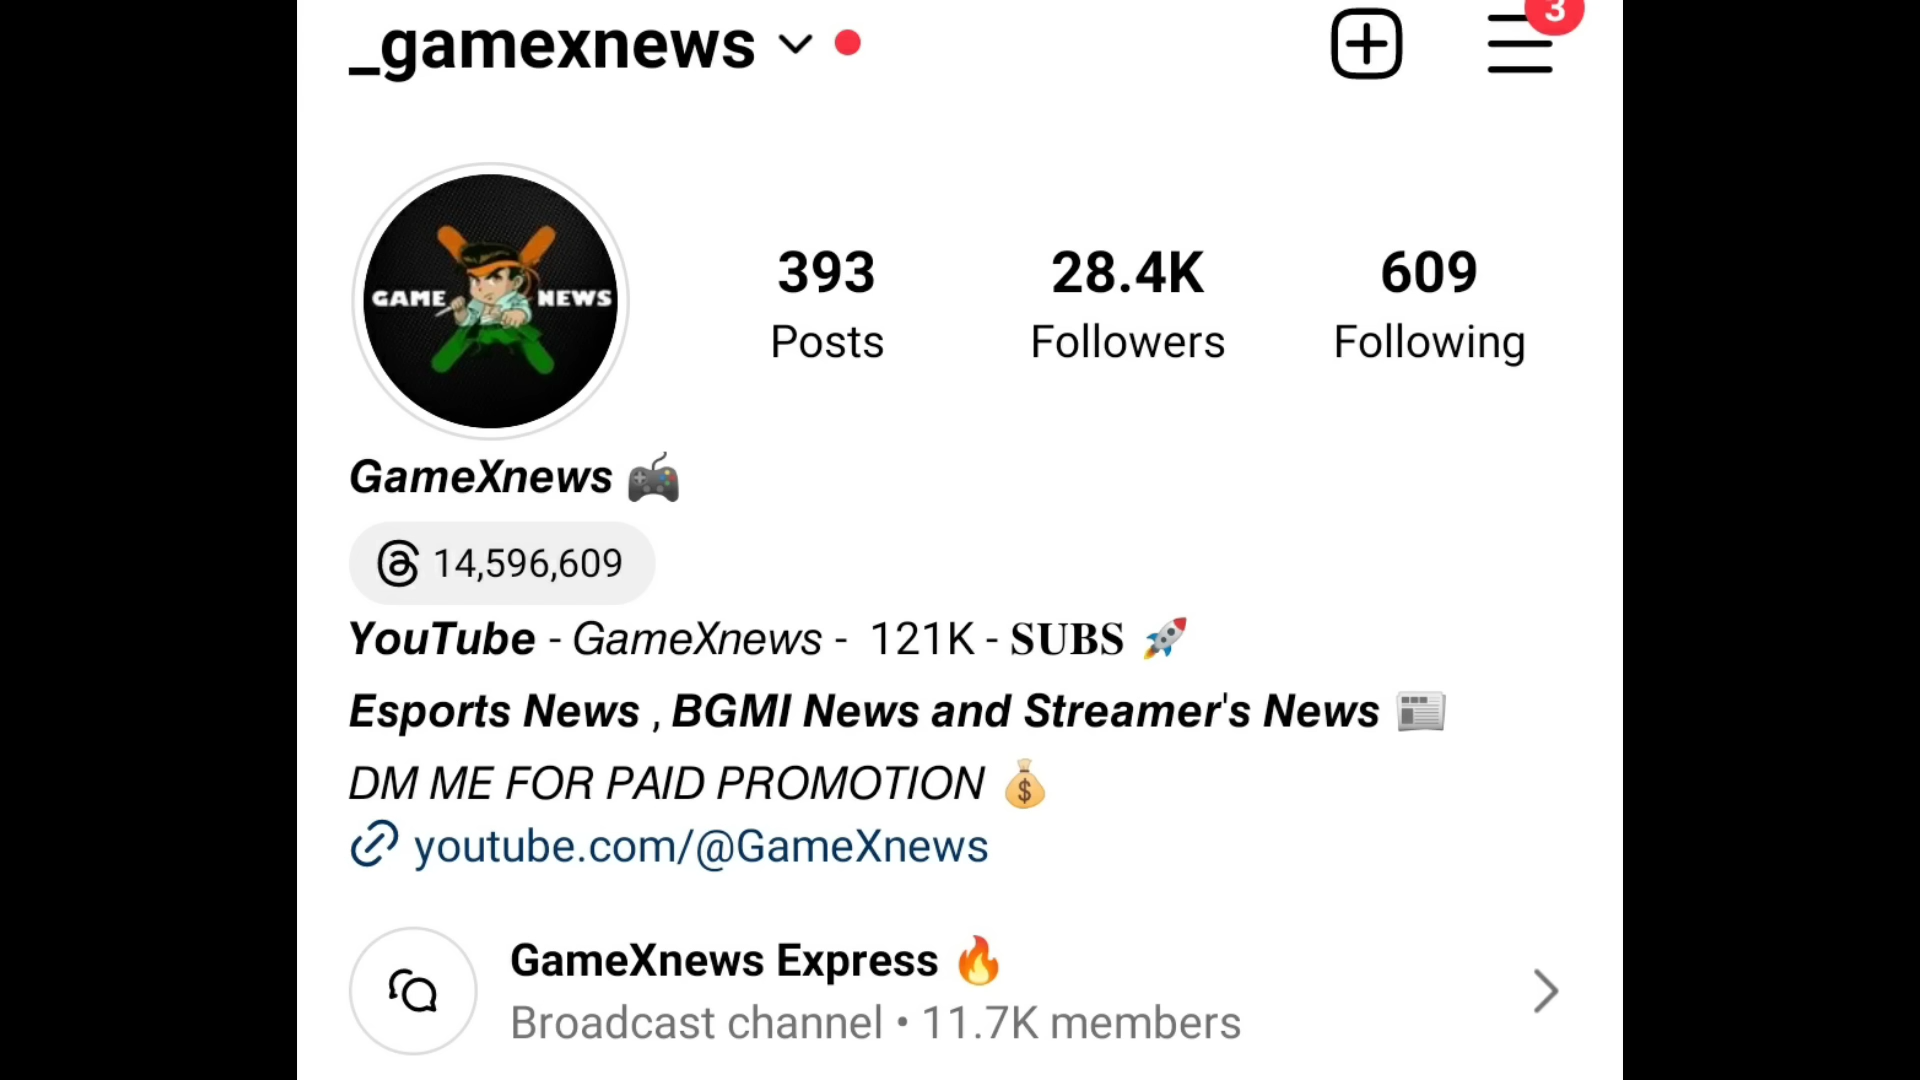 _gamexnews
3
GAME NEWS
393 28.4K 609
Posts Followers Following
GameXnews 🎮
14,596,609
YouTube - GameXnews - 121K - SUBS 🚀
Esports News , BGMI News and Streamer's News 📰
DM ME FOR PAID PROMOTION 💰
youtube.com/@GameXnews
GameXnews Express 🔥
Broadcast channel • 11.7K members